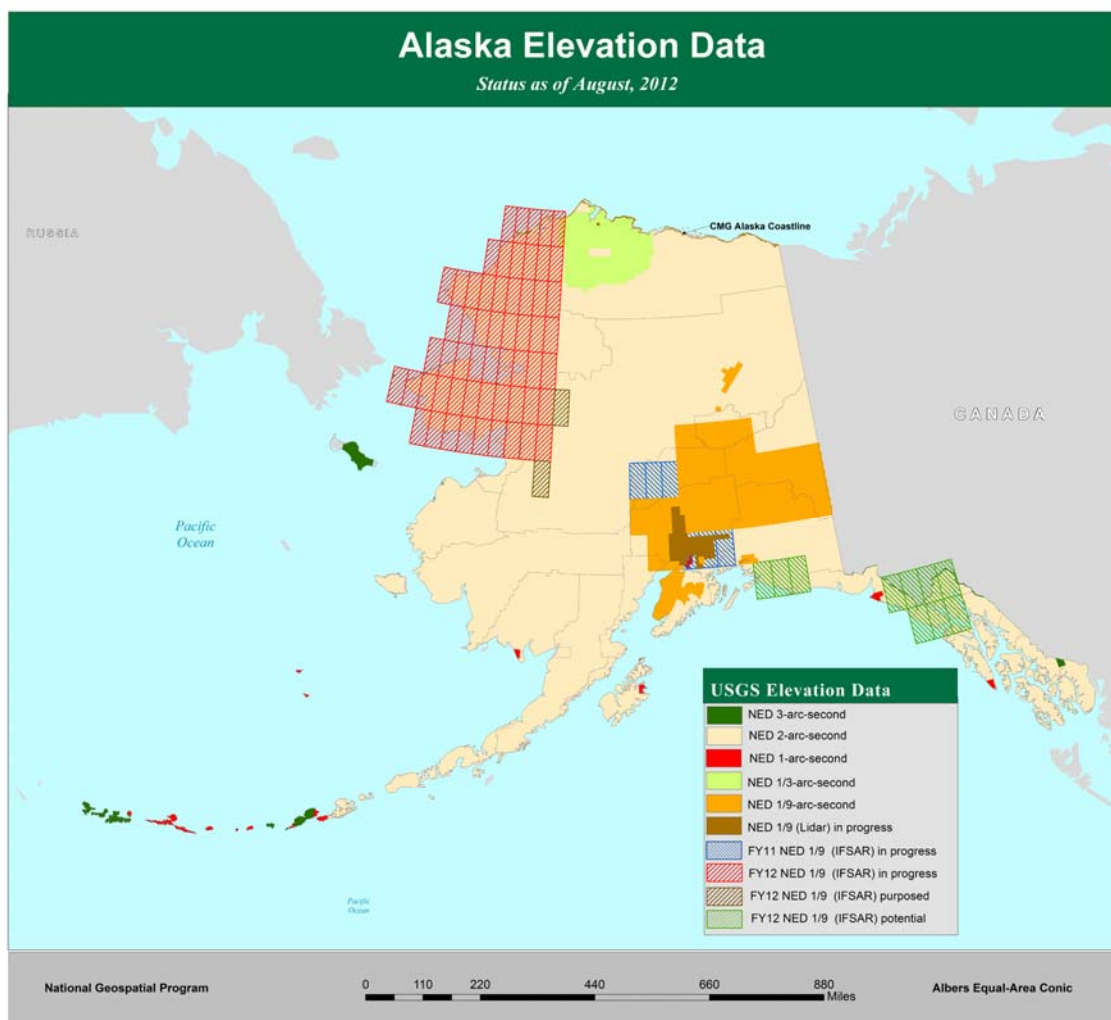 Alaska Elevation Data
Status as of August, 2012
RUSSIA
CMG Alaska Coastline
CANADA
Pacific
Ocean
USGS Elevation Data
NED 3-arc-second
NED 2-arc-second
NED 1-arc-second
NED 1/3-arc-second
NED 1/9-arc-second
NED 1/9 (Lidar) in progress
FY11 NED 1/9 (IFSAR) in progress
FY12 NED 1/9 (IFSAR) in progress
FY12 NED 1/9 (IFSAR) purposed
FY12 NED 1/9 (IFSAR) potential
Pacific
Ocean
National Geospatial Program
0 110 220 440 660 880
Miles
Albers Equal-Area Conic